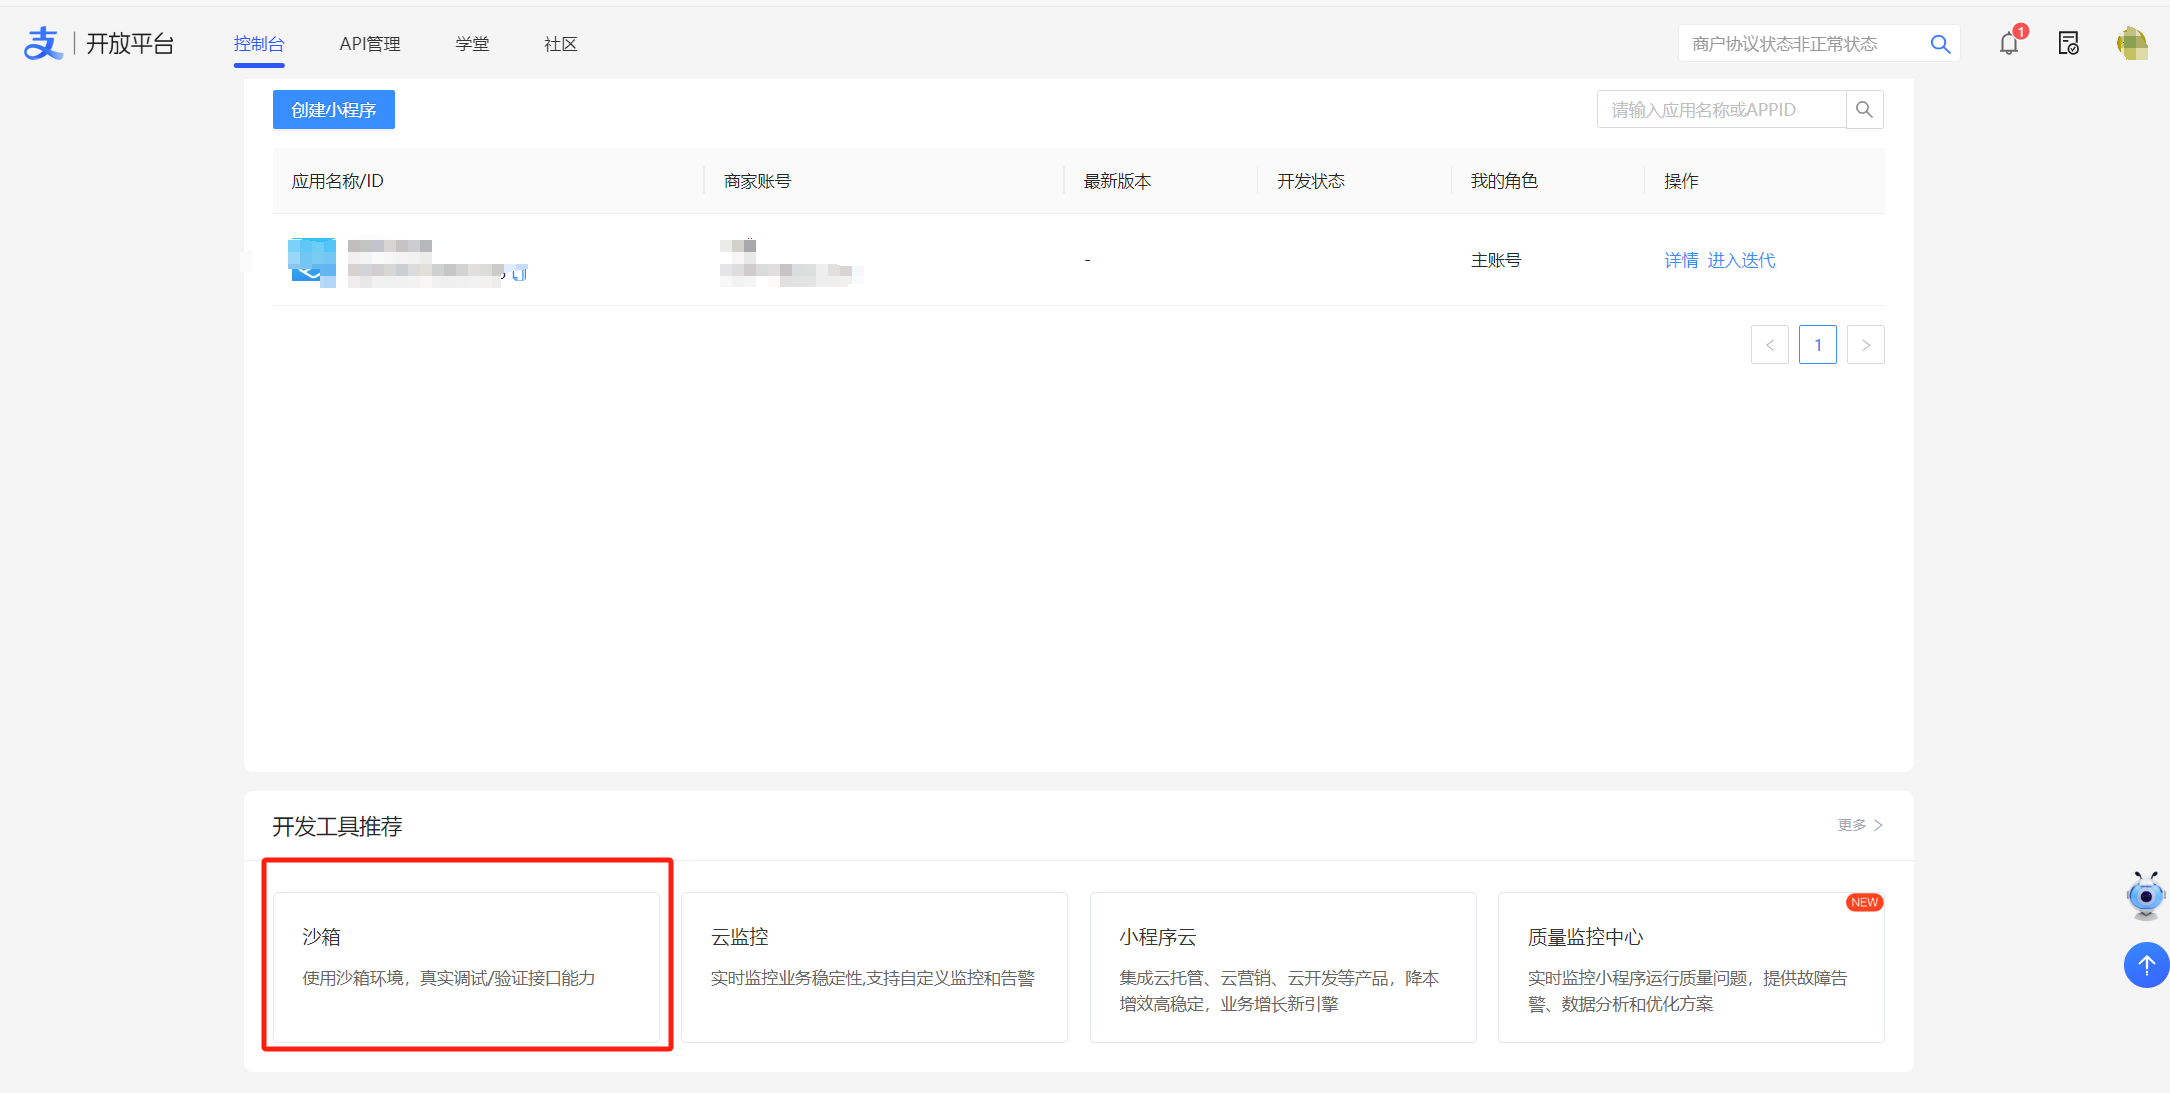 支 开放平台 控制台 API管理 学堂 社区 商户协议状态非正常状态 1
创建小程序 请输入应用名称或APPID
应用名称/ID 商家账号 最新版本 开发状态 我的角色 操作
- 主账号 详情 进入迭代
< 1 >
开发工具推荐 更多 >
NEW
沙箱 云监控 小程序云 质量监控中心
使用沙箱环境，真实调试/验证接口能力 实时监控业务稳定性,支持自定义监控和告警 集成云托管、云营销、云开发等产品，降本 实时监控小程序运行质量问题，提供故障告
增效高稳定，业务增长新引擎 警、数据分析和优化方案